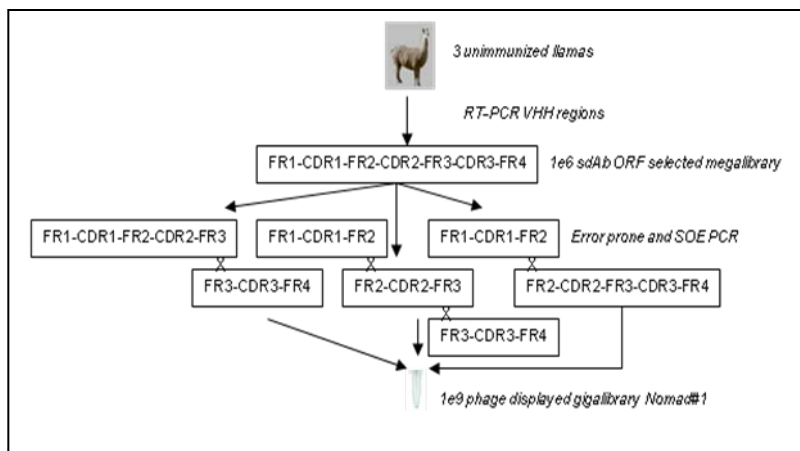 3 unimmunized llamas
RT-PCR VHH regions
FR1-CDR1-FR2-CDR2-FR3-CDR3-FR4
1e6 sdAb ORF selected megalibrary
FR1-CDR1-FR2-CDR2-FR3
FR1-CDR1-FR2
FR1-CDR1-FR2
Error prone and SOE PCR
FR3-CDR3-FR4
FR2-CDR2-FR3
FR2-CDR2-FR3-CDR3-FR4
FR3-CDR3-FR4
1e9 phage displayed gigalibrary Nomad#1